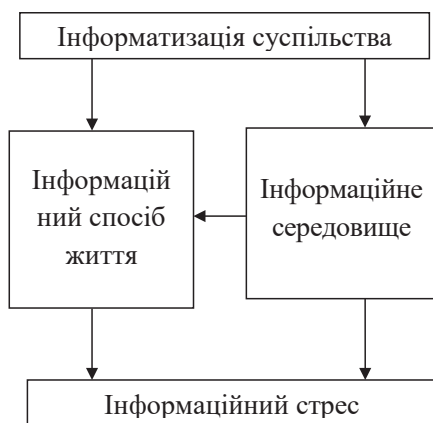 Інформатизація суспільства
Інформацій
ний спосіб
життя
Інформаційне
середовище
Інформаційний стрес